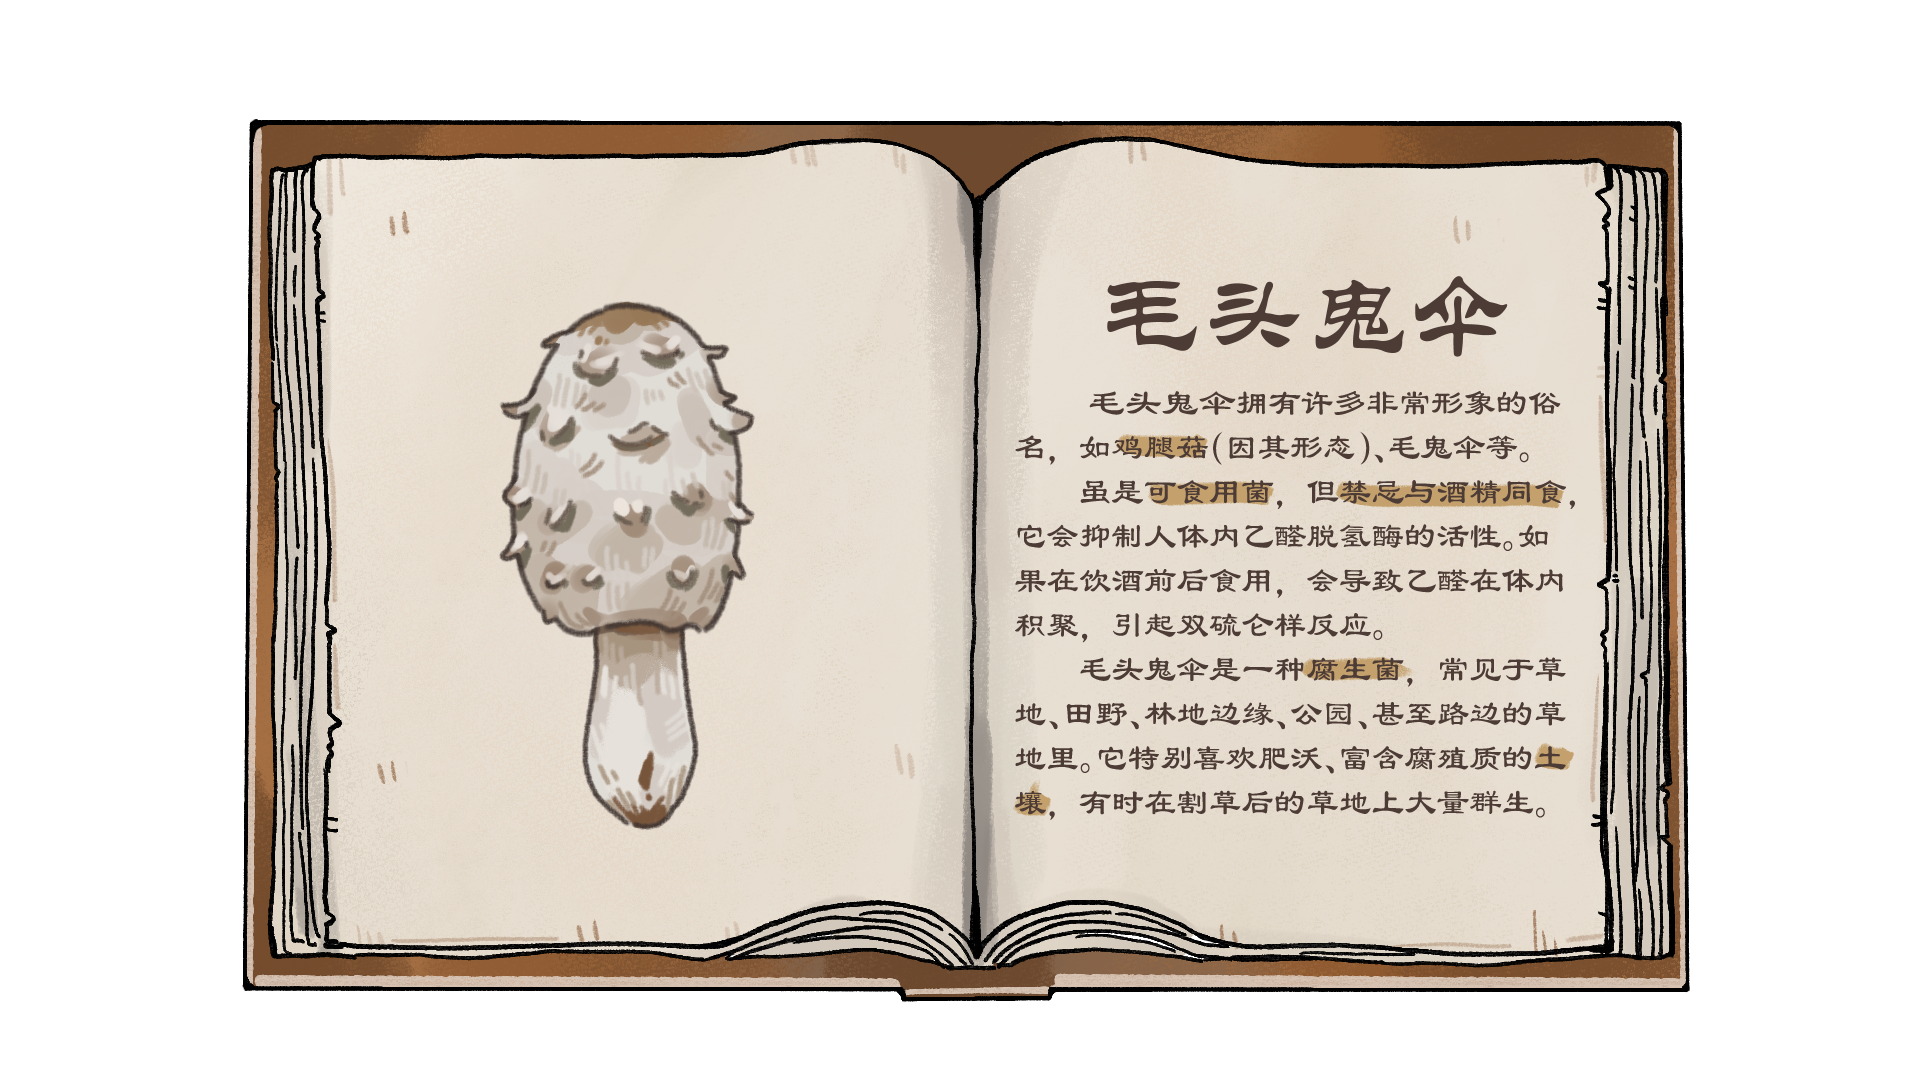 毛头鬼伞
毛头鬼伞拥有许多非常形象的俗
名，如鸡腿菇(因其形态)、毛鬼伞等。
虽是可食用菌，但禁忌与酒精同食，
它会抑制人体内乙醛脱氢酶的活性。如
果在饮酒前后食用，会导致乙醛在体内
积聚，引起双硫仑样反应。
毛头鬼伞是一种腐生菌，常见于草
地、田野、林地边缘、公园、甚至路边的草
地里。它特别喜欢肥沃、富含腐殖质的土
壤，有时在割草后的草地上大量群生。